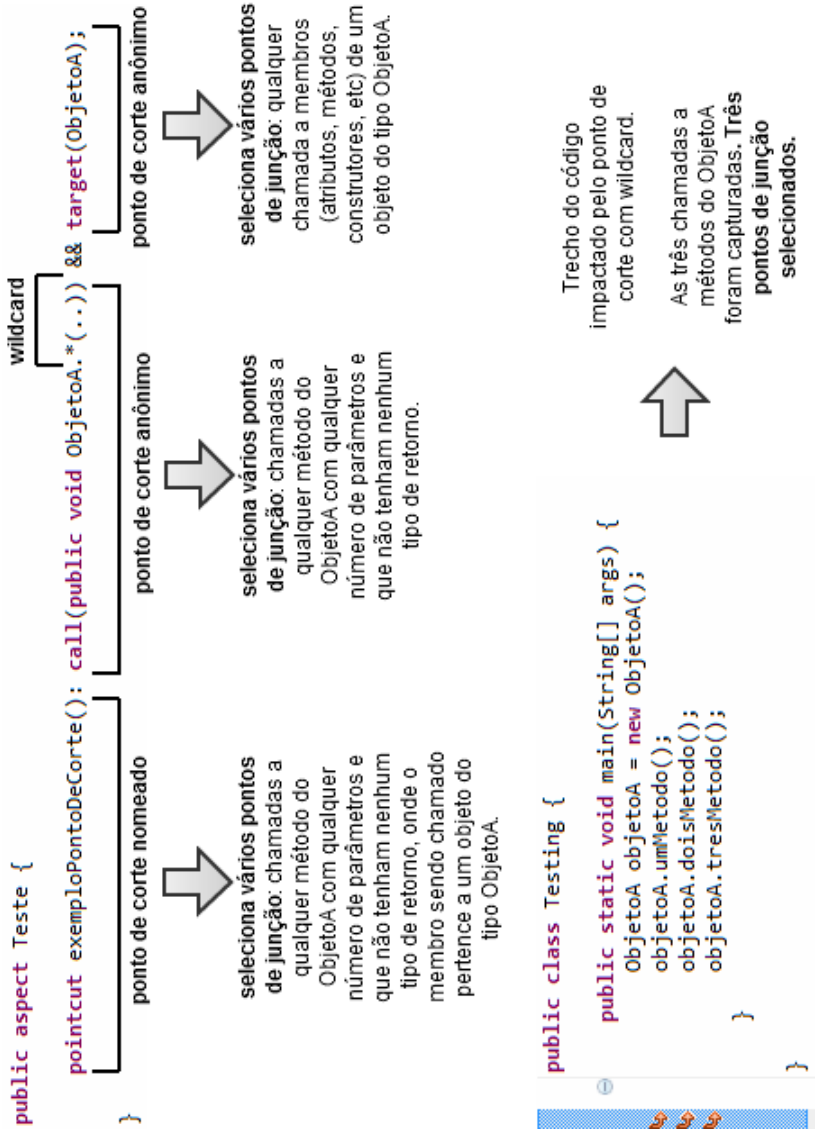 public aspect Teste {
wildcard
pointcut exemploPontoDeCorte(): call(public void ObjetoA.*(..)) && target(ObjetoA);
ponto de corte nomeado
seleciona vários pontos
de junção: chamadas a
qualquer método do
ObjetoA com qualquer
número de parâmetros e
que não tenham nenhum
tipo de retorno, onde o
membro sendo chamado
pertence a um objeto do
tipo ObjetoA.
ponto de corte anônimo
seleciona vários pontos
de junção: chamadas a
qualquer método do
ObjetoA com qualquer
número de parâmetros e
que não tenham nenhum
tipo de retorno.
ponto de corte anônimo
seleciona vários pontos
de junção: qualquer
chamada a membros
(atributos, métodos,
construtores, etc) de um
objeto do tipo ObjetoA.
}
public class Testing {
public static void main(String[] args) {
ObjetoA objetoA = new ObjetoA();
objetoA.umMetodo();
objetoA.doisMetodo();
objetoA.tresMetodo();
}
}
Trecho do código
impactado pelo ponto de
corte com wildcard.
As três chamadas a
métodos do ObjetoA
foram capturadas. Três
pontos de junção
selecionados.